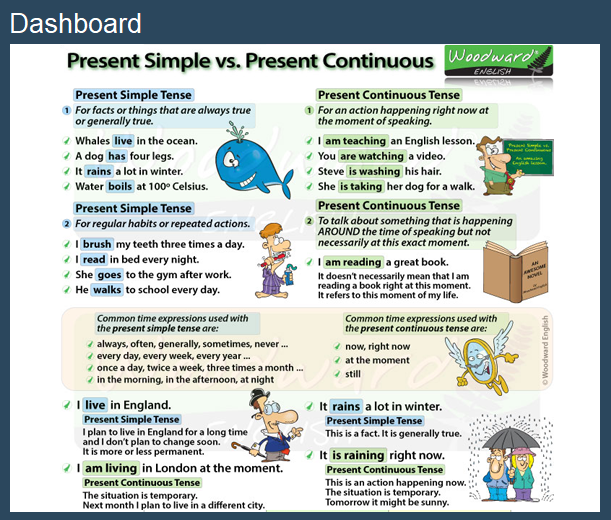 Dashboard
Present Simple vs. Present Continuous
Woodward®
ENGLISH
Present Simple Tense
1 For facts or things that are always true
or generally true.
Whales live in the ocean.
A dog has four legs.
It rains a lot in winter.
Water boils at 100º Celsius.
Present Continuous Tense
1 For an action happening right now at
the moment of speaking.
I am teaching an English lesson.
You are watching a video.
Steve is washing his hair.
She is taking her dog for a walk.
Present Simple vs.
Present Continuous
An amazing
English lesson.
Present Simple Tense
2 For regular habits or repeated actions.
I brush my teeth three times a day.
I read in bed every night.
She goes to the gym after work.
He walks to school every day.
Present Continuous Tense
2 To talk about something that is happening
AROUND the time of speaking but not
necessarily at this exact moment.
I am reading a great book.
It doesn't necessarily mean that I am
reading a book right at this moment.
It refers to this moment of my life.
AN
AWESOME
NOVEL
Common time expressions used with
the present simple tense are:
always, often, generally, sometimes, never ...
every day, every week, every year ...
once a day, twice a week, three times a month ...
in the morning, in the afternoon, at night
Common time expressions used with
the present continuous tense are:
now, right now
at the moment
still
© Woodward English
I live in England.
Present Simple Tense
I plan to live in England for a long time
and I don't plan to change soon.
It is more or less permanent.
I am living in London at the moment.
Present Continuous Tense
The situation is temporary.
Next month I plan to live in a different city.
It rains a lot in winter.
Present Simple Tense
This is a fact. It is generally true.
It is raining right now.
Present Continuous Tense
This is an action happening now.
The situation is temporary.
Tomorrow it might be sunny.